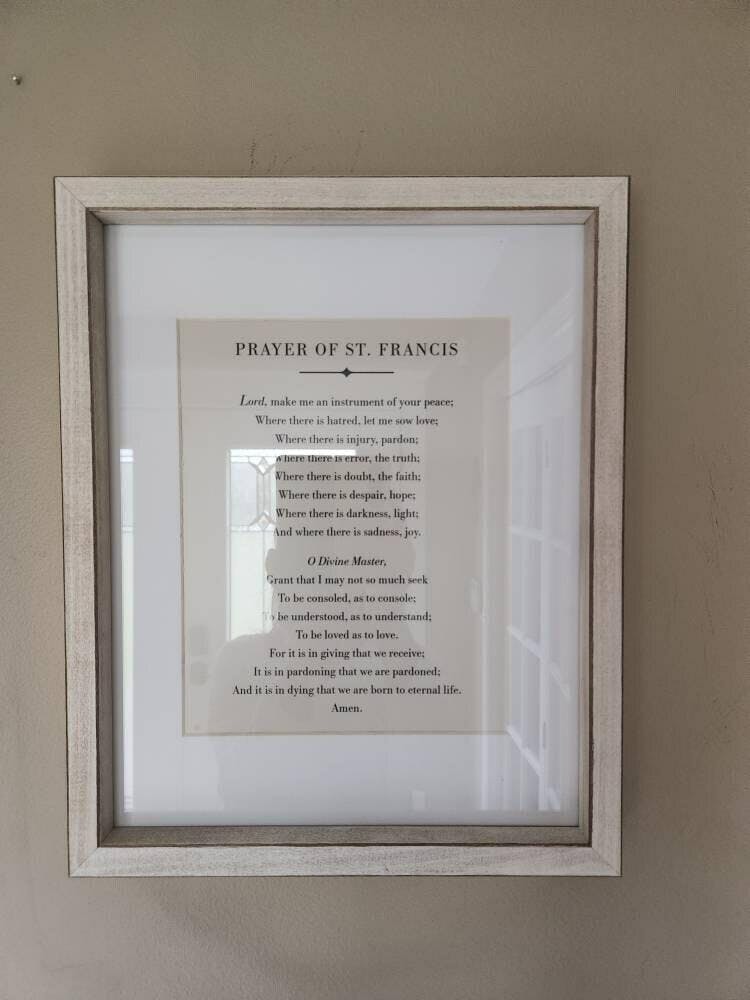 PRAYER OF ST. FRANCIS
Lord, make me an instrument of your peace;
Where there is hatred, let me sow love;
Where there is injury, pardon;
Where there is error, the truth;
Where there is doubt, the faith;
Where there is despair, hope;
Where there is darkness, light;
And where there is sadness, joy.
O Divine Master,
Grant that I may not so much seek
To be consoled, as to console;
To be understood, as to understand;
To be loved as to love.
For it is in giving that we receive;
It is in pardoning that we are pardoned;
And it is in dying that we are born to eternal life.
Amen.